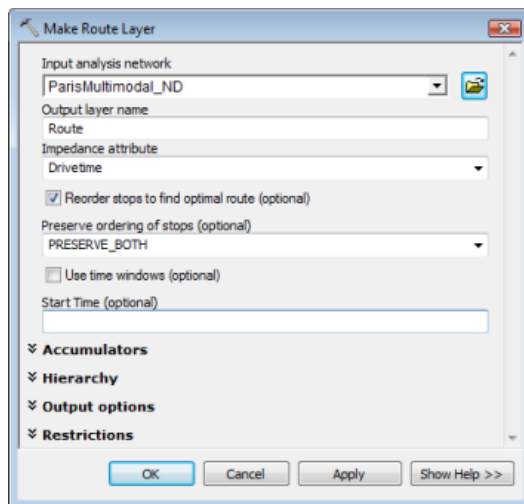 Make Route Layer
Input analysis network
ParisMultimodal_ND
Output layer name
Route
Impedance attribute
Drivetime
Reorder stops to find optimal route (optional)
Preserve ordering of stops (optional)
PRESERVE_BOTH
Use time windows (optional)
Start Time (optional)
Accumulators
Hierarchy
Output options
Restrictions
OK Cancel Apply Show Help >>